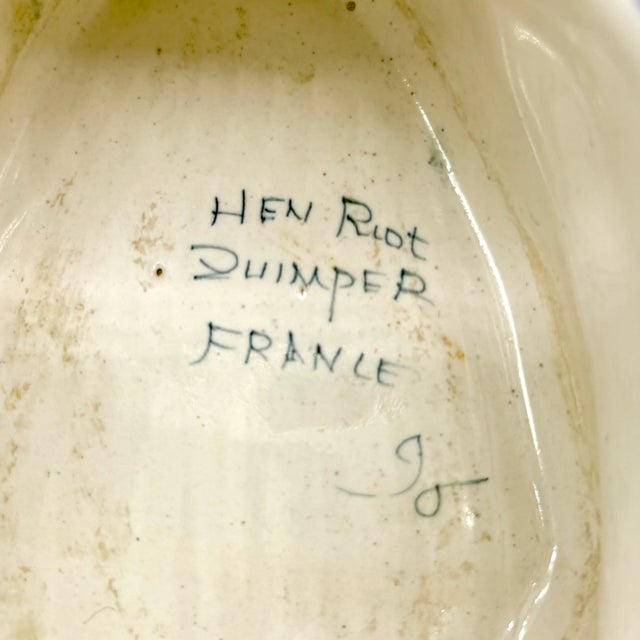 HEN RIOT
QUIMPER
FRANCE
g